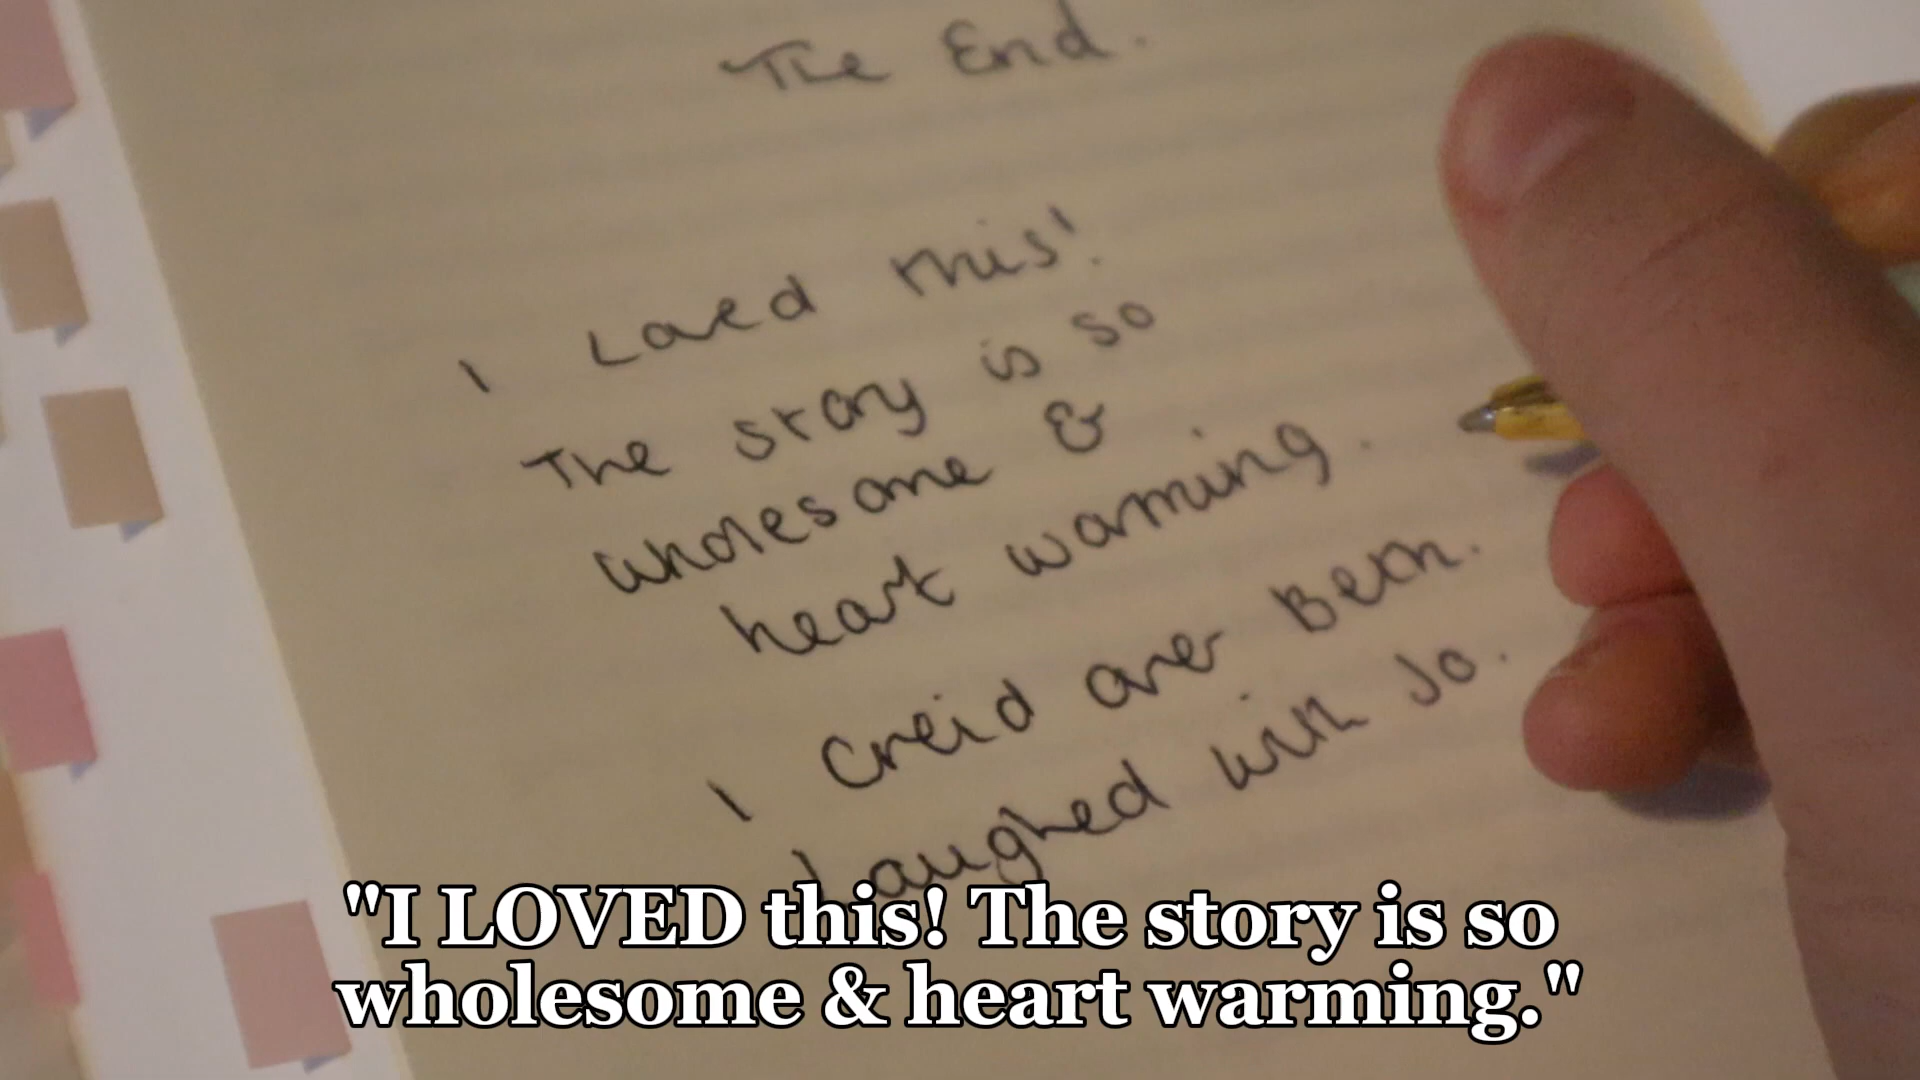 The End.
I Loved this!
The story is so
wholesome &
heart warming.
I creid over Beth.
Laughed with Jo.
"I LOVED this! The story is so
wholesome & heart warming."